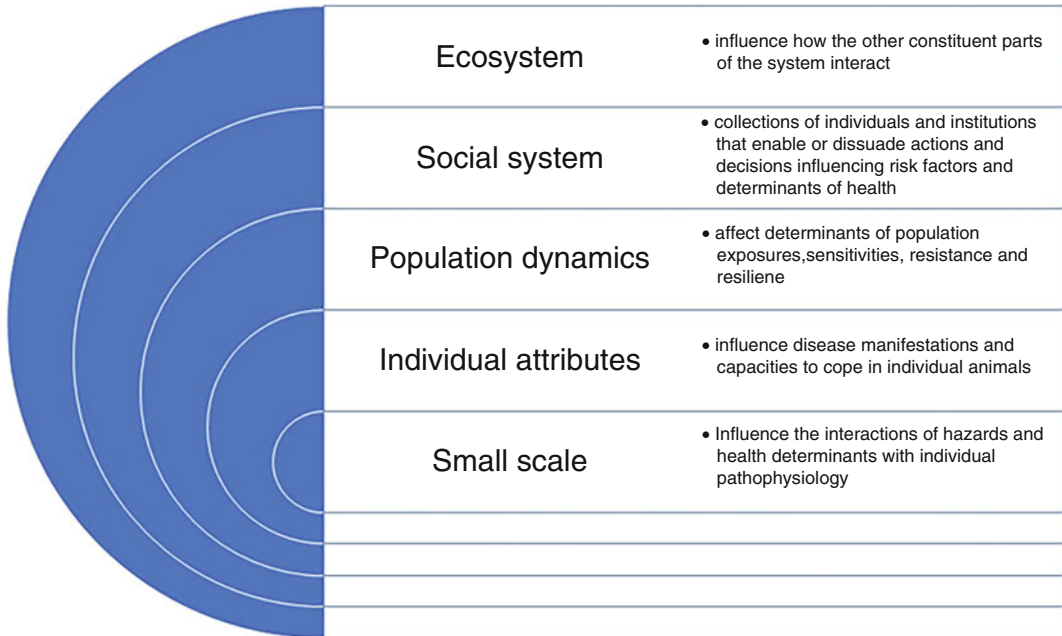 Ecosystem
• influence how the other constituent parts
of the system interact
Social system
• collections of individuals and institutions
that enable or dissuade actions and
decisions influencing risk factors and
determinants of health
Population dynamics
• affect determinants of population
exposures,sensitivities, resistance and
resiliene
Individual attributes
• influence disease manifestations and
capacities to cope in individual animals
Small scale
• Influence the interactions of hazards and
health determinants with individual
pathophysiology